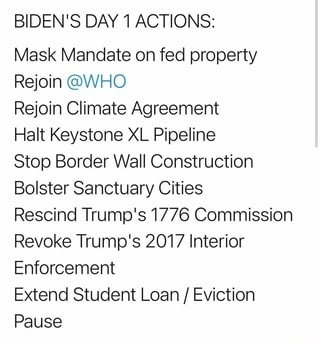 BIDEN'S DAY 1 ACTIONS:
Mask Mandate on fed property
Rejoin @WHO
Rejoin Climate Agreement
Halt Keystone XL Pipeline
Stop Border Wall Construction
Bolster Sanctuary Cities
Rescind Trump's 1776 Commission
Revoke Trump's 2017 Interior
Enforcement
Extend Student Loan / Eviction
Pause